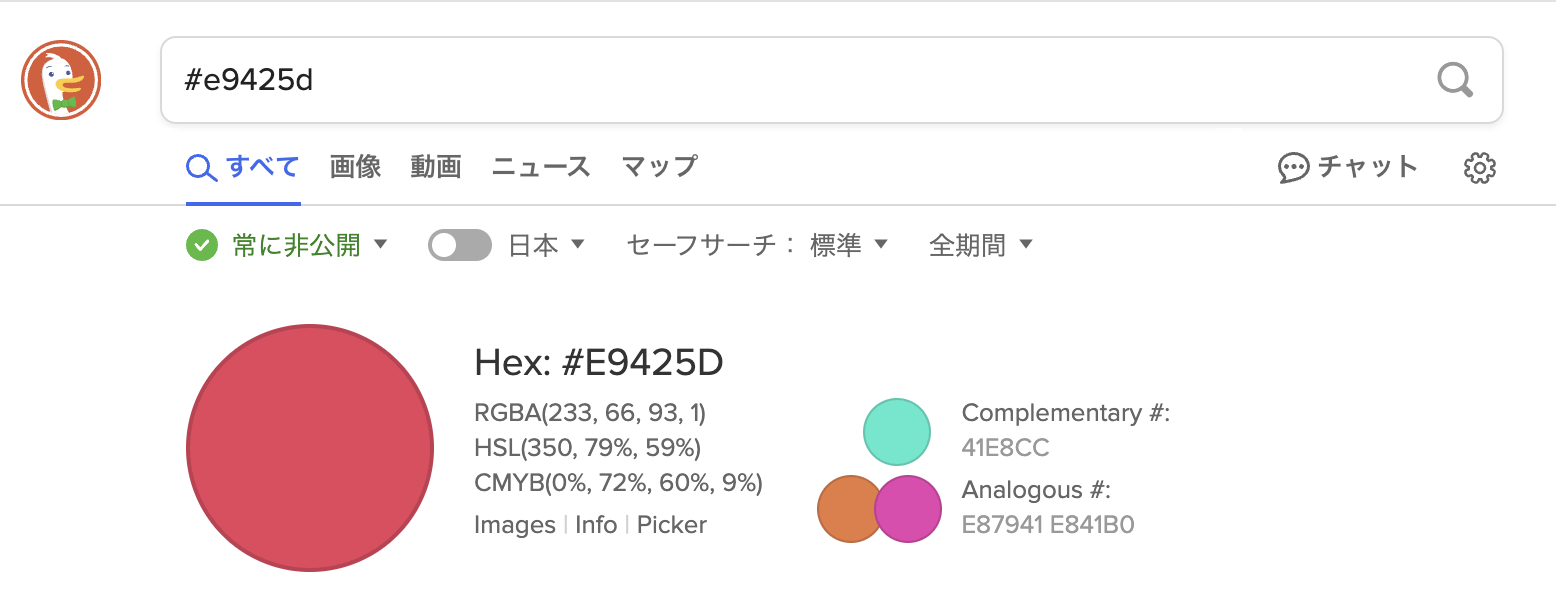 #e9425d
すべて 画像 動画 ニュース マップ チャット
常に非公開 日本 セーフサーチ： 標準 全期間
Hex: #E9425D
RGBA(233, 66, 93, 1)
HSL(350, 79%, 59%)
CMYB(0%, 72%, 60%, 9%)
Images | Info | Picker
Complementary #:
41E8CC
Analogous #:
E87941 E841B0